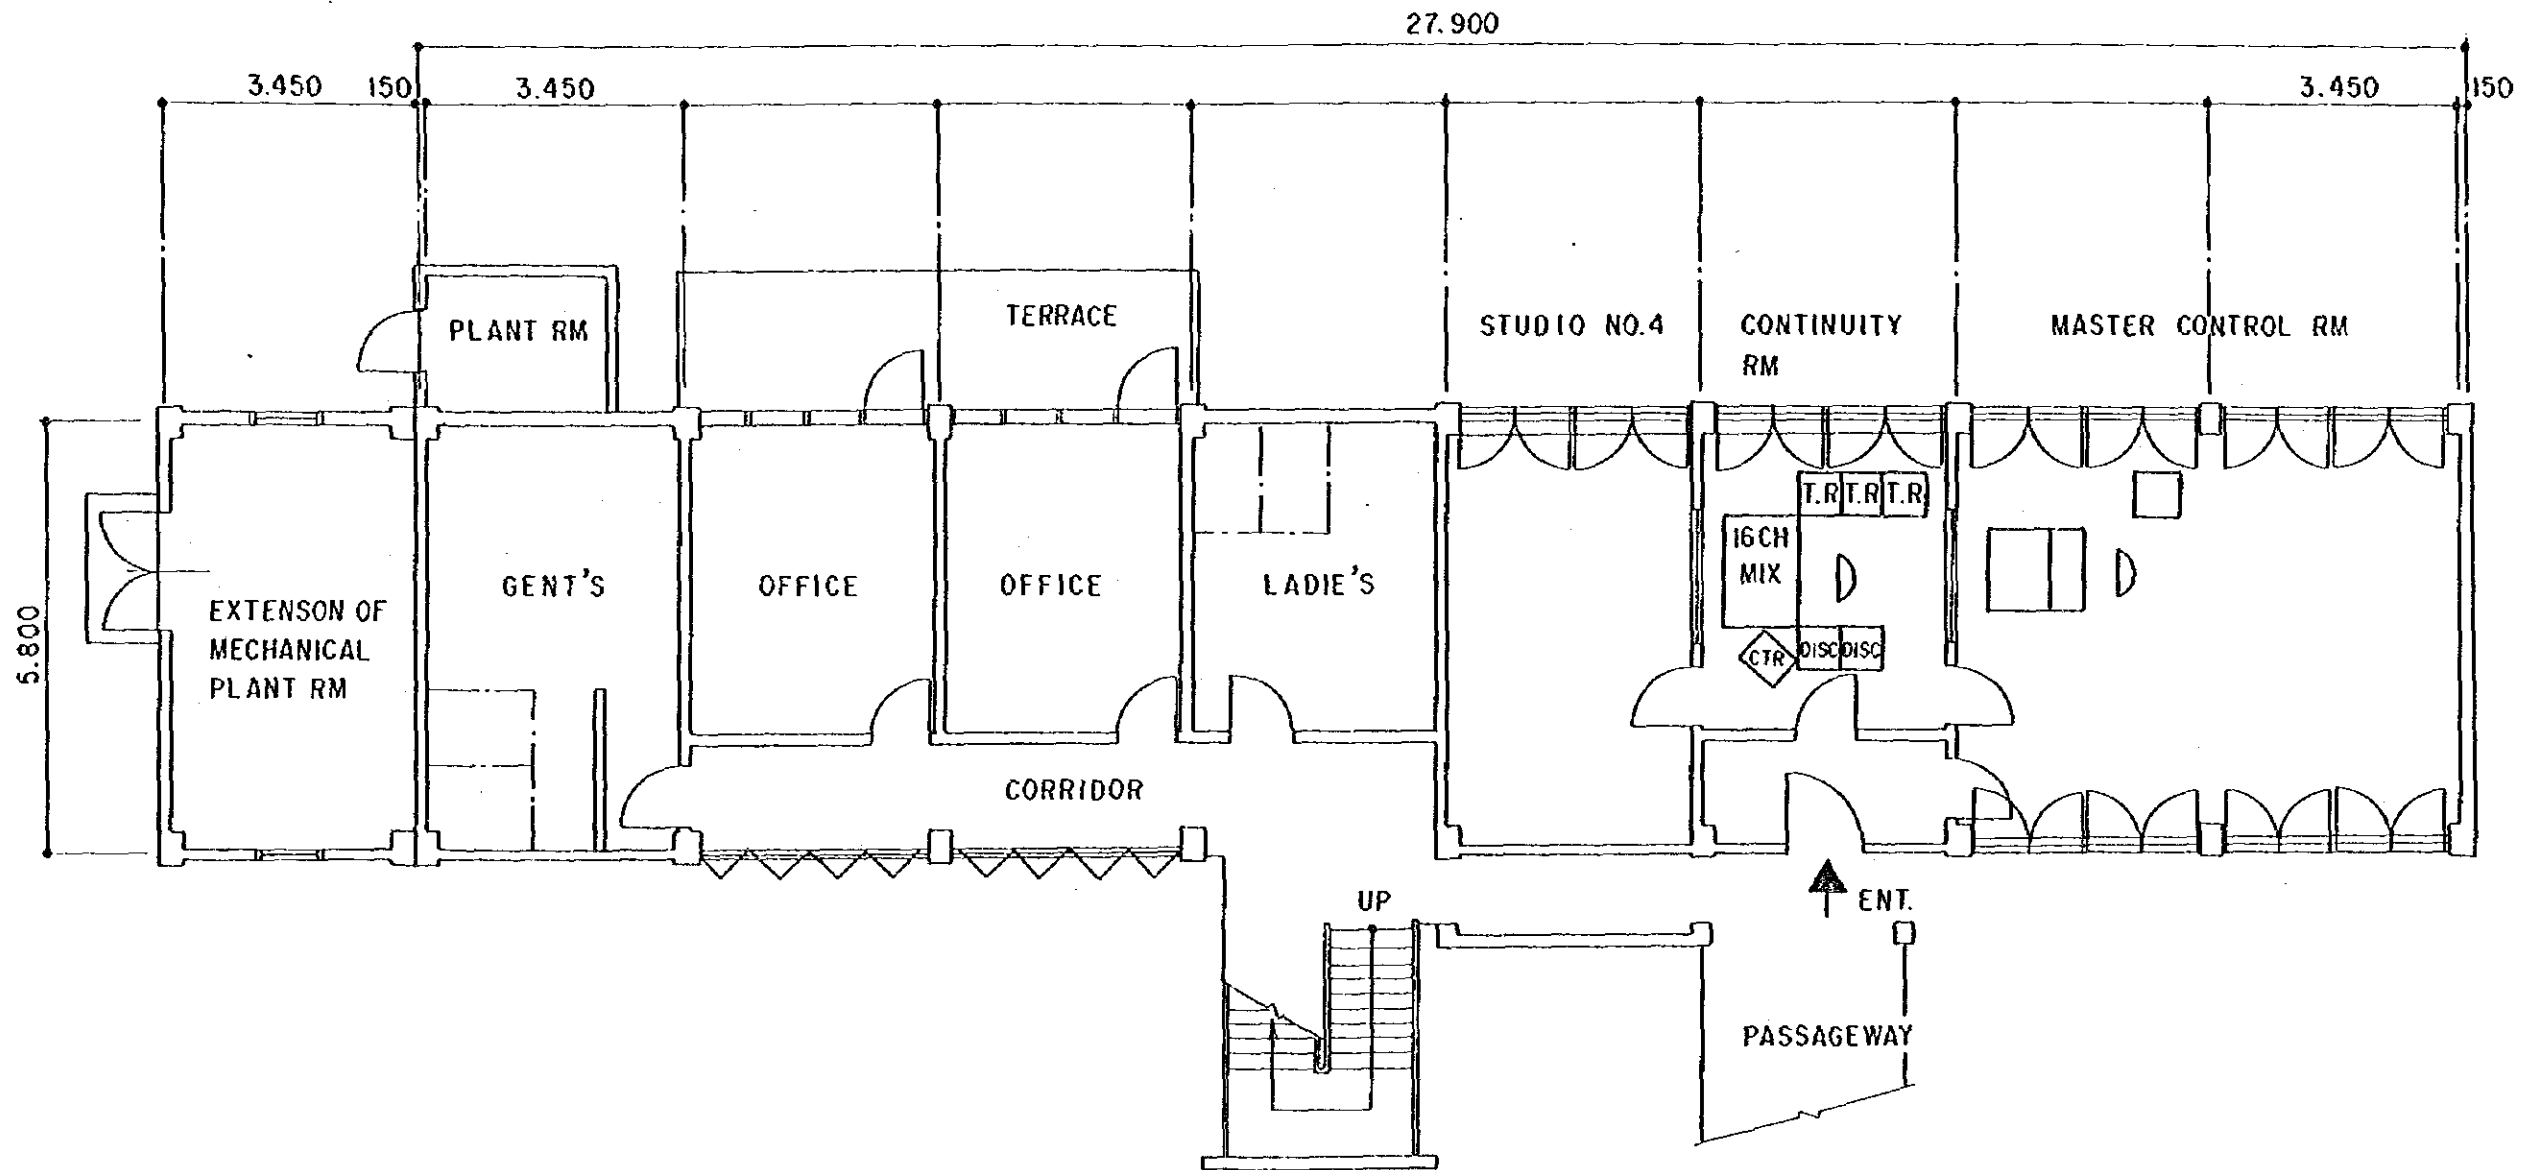 27.900
3.450 150 3.450 3.450 150
PLANT RM
TERRACE
STUDIO NO.4
CONTINUITY
RM
MASTER CONTROL RM
T.R T.R T.R
16CH
MIX
GENT'S
OFFICE
OFFICE
LADIE'S
5.800
EXTENSON OF
MECHANICAL
PLANT RM
CTR
DISC DISC
CORRIDOR
UP
ENT.
PASSAGEWAY